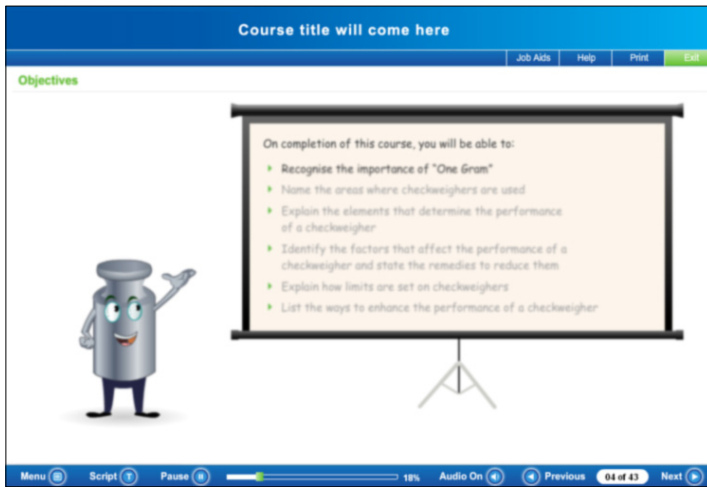 Course title will come here
Job Aids Help Print Exit
Objectives
On completion of this course, you will be able to:
Recognise the importance of "One Gram"
Name the areas where checkweighers are used
Explain the elements that determine the performance
of a checkweigher
Identify the factors that affect the performance of a
checkweigher and state the remedies to reduce them
Explain how limits are set on checkweighers
List the ways to enhance the performance of a checkweigher
Menu Script T Pause 18% Audio On Previous 04 of 43 Next